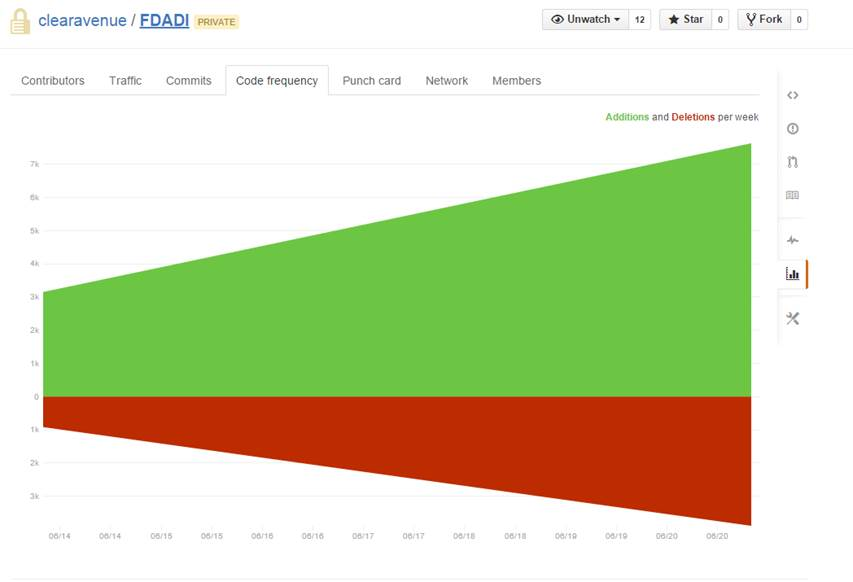 clearavenue / FDADI PRIVATE Unwatch 12 Star 0 Fork 0
Contributors Traffic Commits Code frequency Punch card Network Members
Additions and Deletions per week
7k
6k
5k
4k
3k
2k
1k
0
1k
2k
3k
06/14 06/14 06/15 06/15 06/16 06/16 06/17 06/17 06/18 06/18 06/19 06/19 06/20 06/20